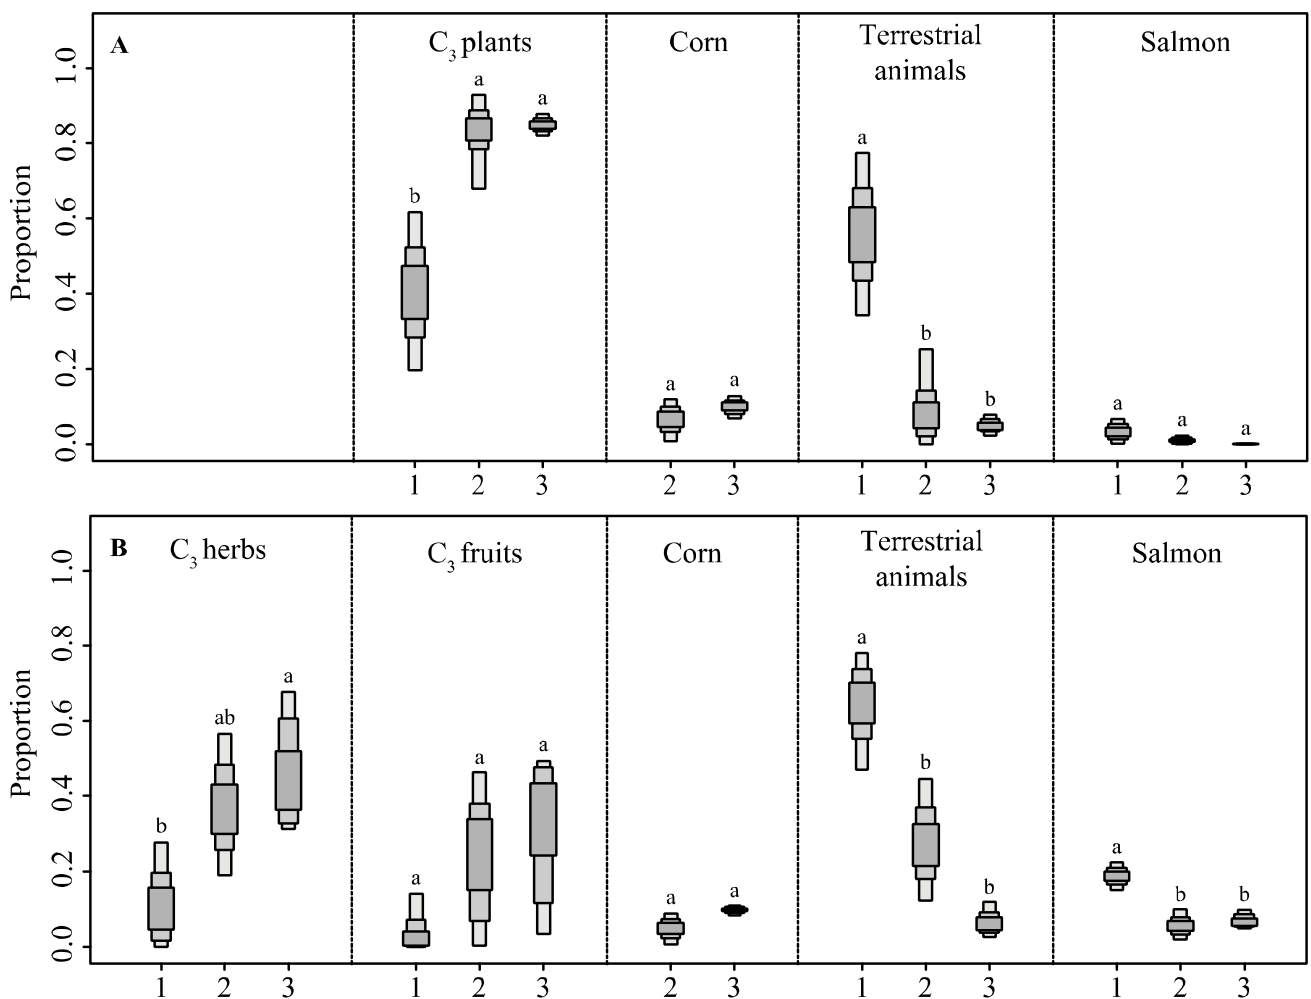 A
C3 plants
Corn
Terrestrial
animals
Salmon
Proportion
1.0
0.8
0.6
0.4
0.2
0.0
b
a
a
a
a
a
b
b
a
a
a
1 2 3 2 3 1 2 3 1 2 3
B
C3 herbs
C3 fruits
Corn
Terrestrial
animals
Salmon
Proportion
1.0
0.8
0.6
0.4
0.2
0.0
b
ab
a
a
a
a
a
a
a
b
b
a
b
b
1 2 3 1 2 3 2 3 1 2 3 1 2 3